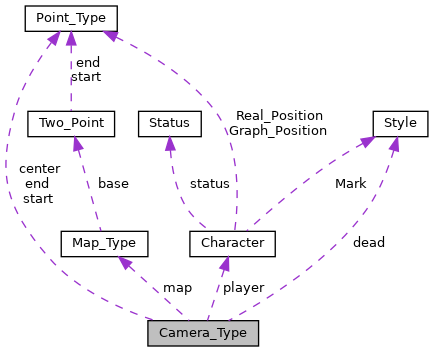 Point_Type
end
start
Two_Point
Status
Real_Position
Graph_Position
Style
center
end
start
base
status
Mark
Map_Type
Character
dead
map
player
Camera_Type